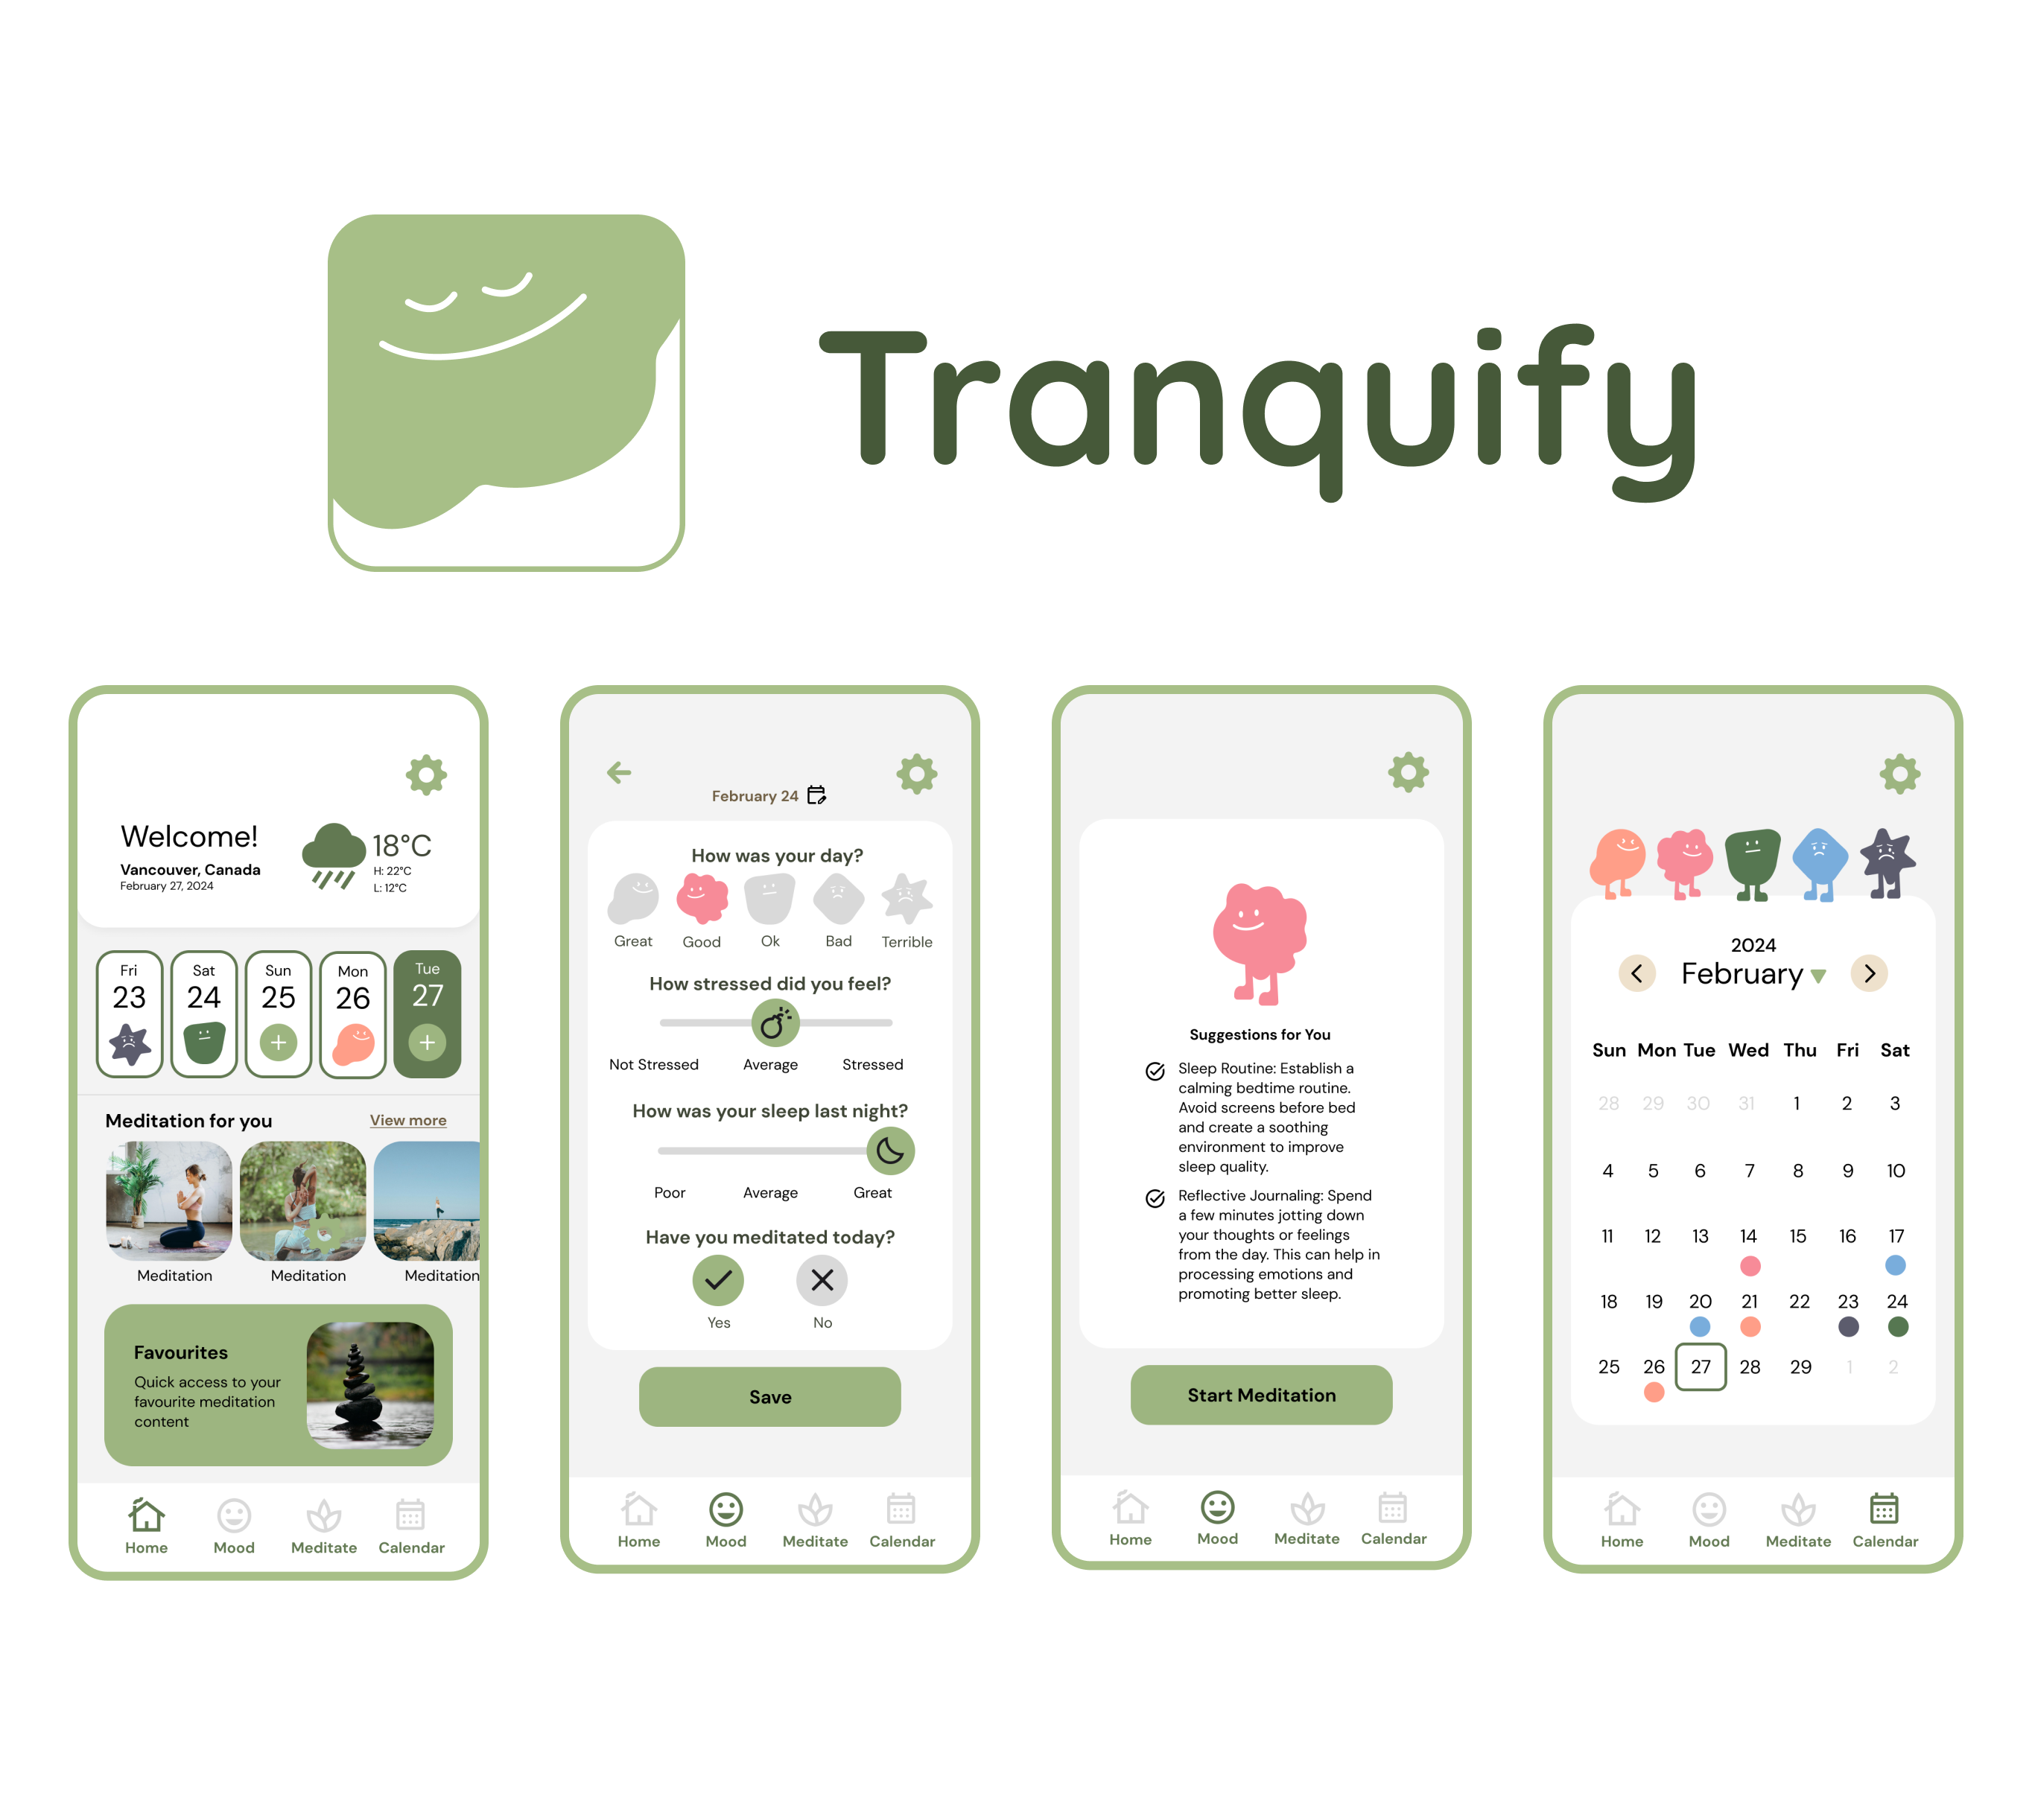 Tranquify
Welcome!
Vancouver, Canada
February 27, 2024
18°C
H: 22°C
L: 12°C
Fri
23
Sat
24
Sun
25
Mon
26
Tue
27
Meditation for you
View more
Meditation
Meditation
Meditation
Favourites
Quick access to your
favourite meditation
content
Home
Mood
Meditate
Calendar
February 24
How was your day?
Great
Good
Ok
Bad
Terrible
How stressed did you feel?
Not Stressed
Average
Stressed
How was your sleep last night?
Poor
Average
Great
Have you meditated today?
Yes
No
Save
Home
Mood
Meditate
Calendar
Suggestions for You
Sleep Routine: Establish a
calming bedtime routine.
Avoid screens before bed
and create a soothing
environment to improve
sleep quality.
Reflective Journaling: Spend
a few minutes jotting down
your thoughts or feelings
from the day. This can help in
processing emotions and
promoting better sleep.
Start Meditation
Home
Mood
Meditate
Calendar
2024
February
Sun Mon Tue Wed Thu Fri Sat
28 29 30 31 1 2 3
4 5 6 7 8 9 10
11 12 13 14 15 16 17
18 19 20 21 22 23 24
25 26 27 28 29 1 2
Home
Mood
Meditate
Calendar